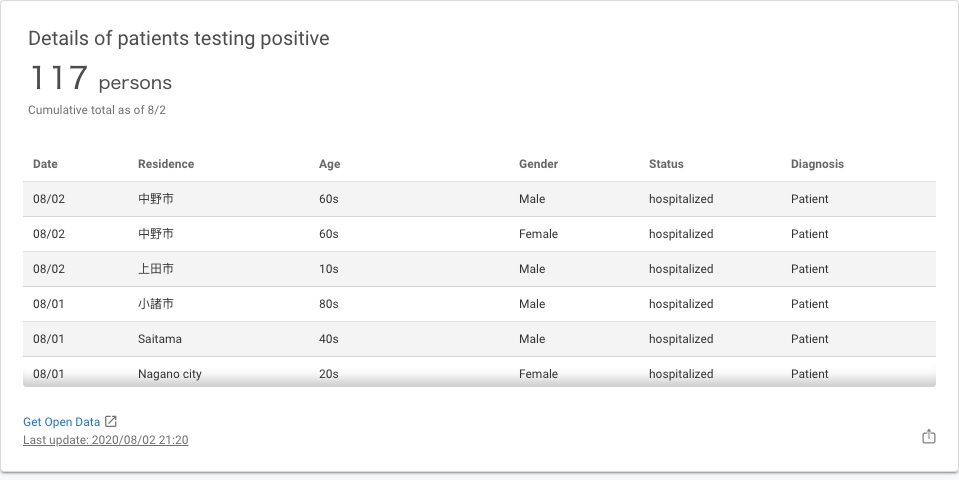 Details of patients testing positive
117 persons
Cumulative total as of 8/2
Date Residence Age Gender Status Diagnosis
08/02 中野市 60s Male hospitalized Patient
08/02 中野市 60s Female hospitalized Patient
08/02 上田市 10s Male hospitalized Patient
08/01 小諸市 80s Male hospitalized Patient
08/01 Saitama 40s Male hospitalized Patient
08/01 Nagano city 20s Female hospitalized Patient
Get Open Data
Last update: 2020/08/02 21:20